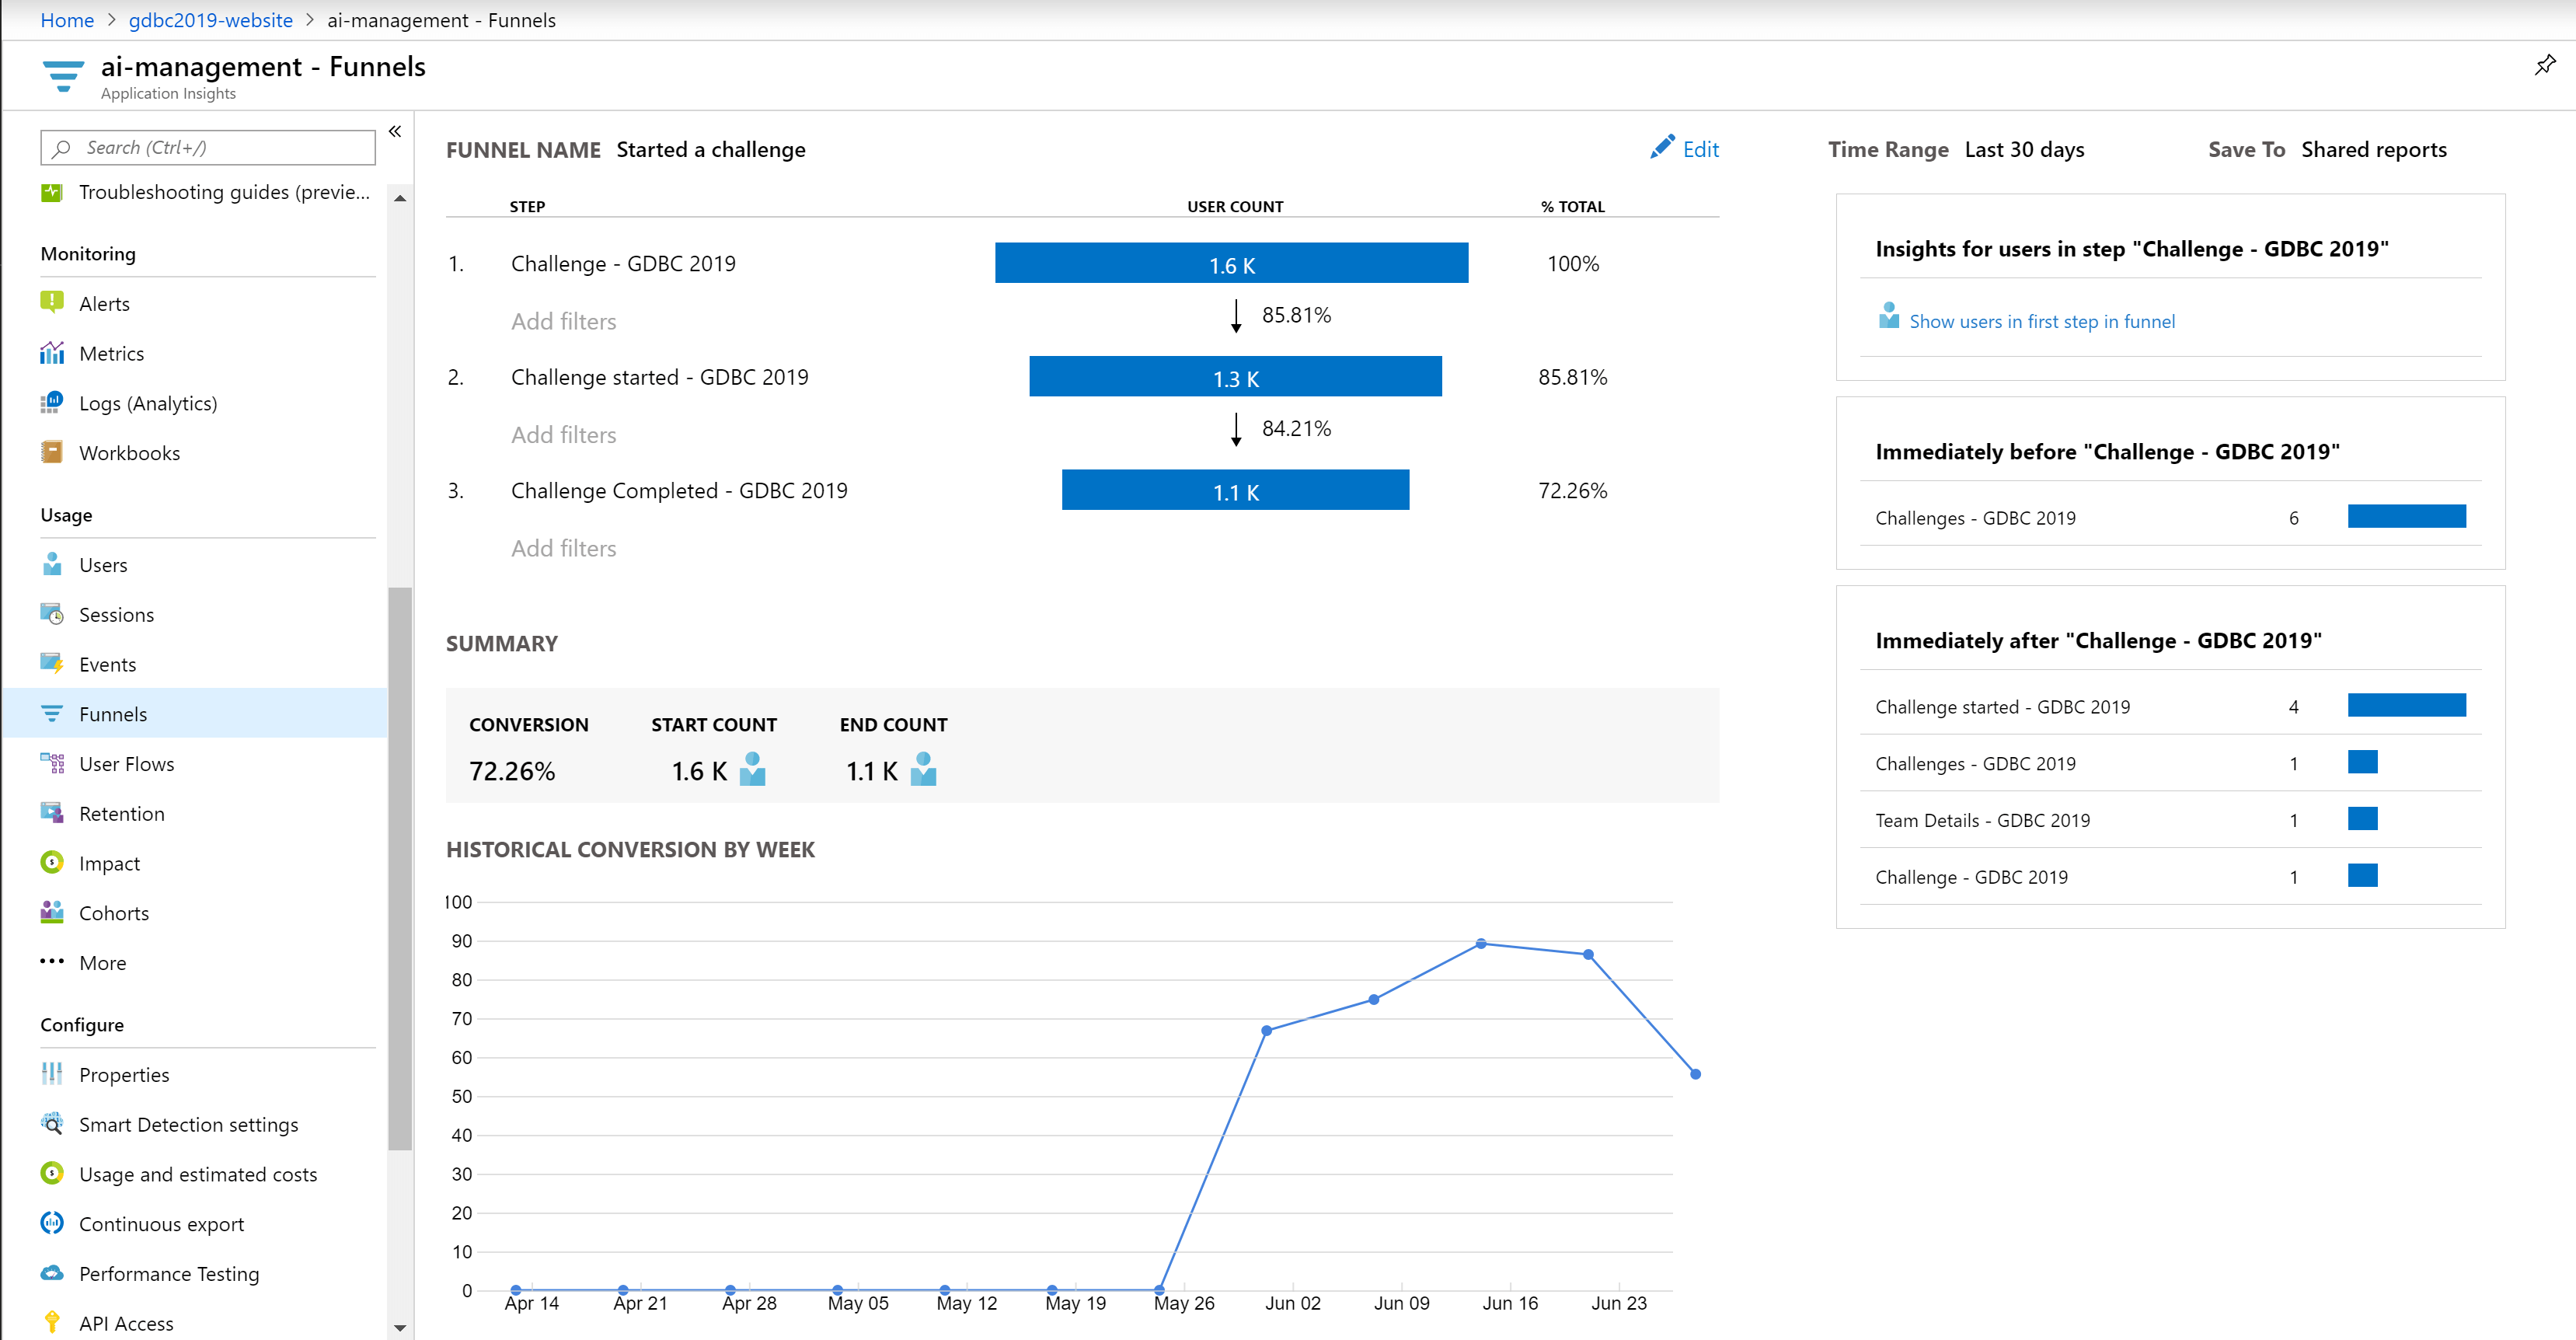 Home > gdbc2019-website > ai-management - Funnels
ai-management - Funnels
Application Insights
Search (Ctrl+/)
Troubleshooting guides (previe...
Monitoring
Alerts
Metrics
Logs (Analytics)
Workbooks
Usage
Users
Sessions
Events
Funnels
User Flows
Retention
Impact
Cohorts
More
Configure
Properties
Smart Detection settings
Usage and estimated costs
Continuous export
Performance Testing
API Access
FUNNEL NAME Started a challenge
Edit
STEP USER COUNT % TOTAL
1. Challenge - GDBC 2019 1.6 K 100%
Add filters 85.81%
2. Challenge started - GDBC 2019 1.3 K 85.81%
Add filters 84.21%
3. Challenge Completed - GDBC 2019 1.1 K 72.26%
Add filters
SUMMARY
CONVERSION START COUNT END COUNT
72.26% 1.6 K 1.1 K
HISTORICAL CONVERSION BY WEEK
100
90
80
70
60
50
40
30
20
10
0
Apr 14 Apr 21 Apr 28 May 05 May 12 May 19 May 26 Jun 02 Jun 09 Jun 16 Jun 23
Time Range Last 30 days Save To Shared reports
Insights for users in step "Challenge - GDBC 2019"
Show users in first step in funnel
Immediately before "Challenge - GDBC 2019"
Challenges - GDBC 2019 6
Immediately after "Challenge - GDBC 2019"
Challenge started - GDBC 2019 4
Challenges - GDBC 2019 1
Team Details - GDBC 2019 1
Challenge - GDBC 2019 1